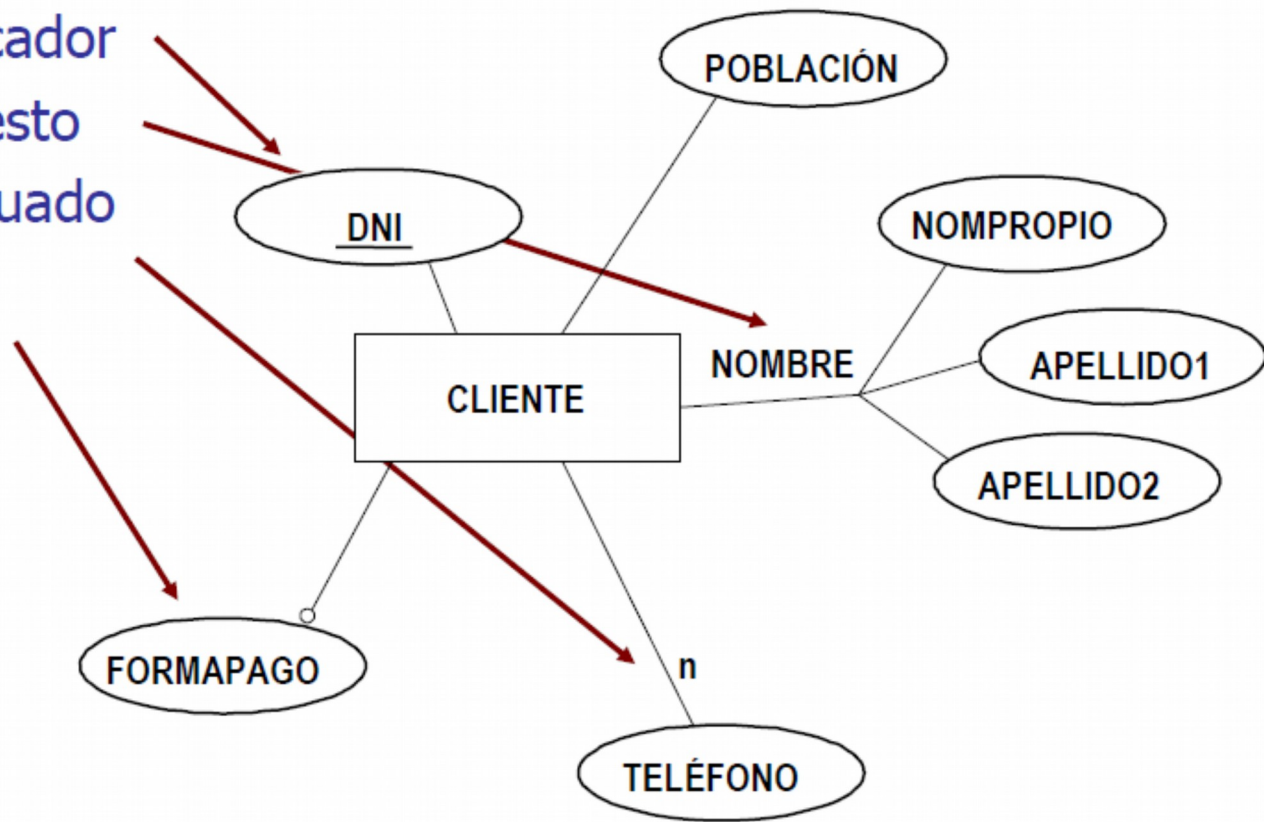 cador
esto
uado
POBLACIÓN
DNI
NOMPROPIO
NOMBRE
APELLIDO1
CLIENTE
APELLIDO2
FORMAPAGO
n
TELÉFONO